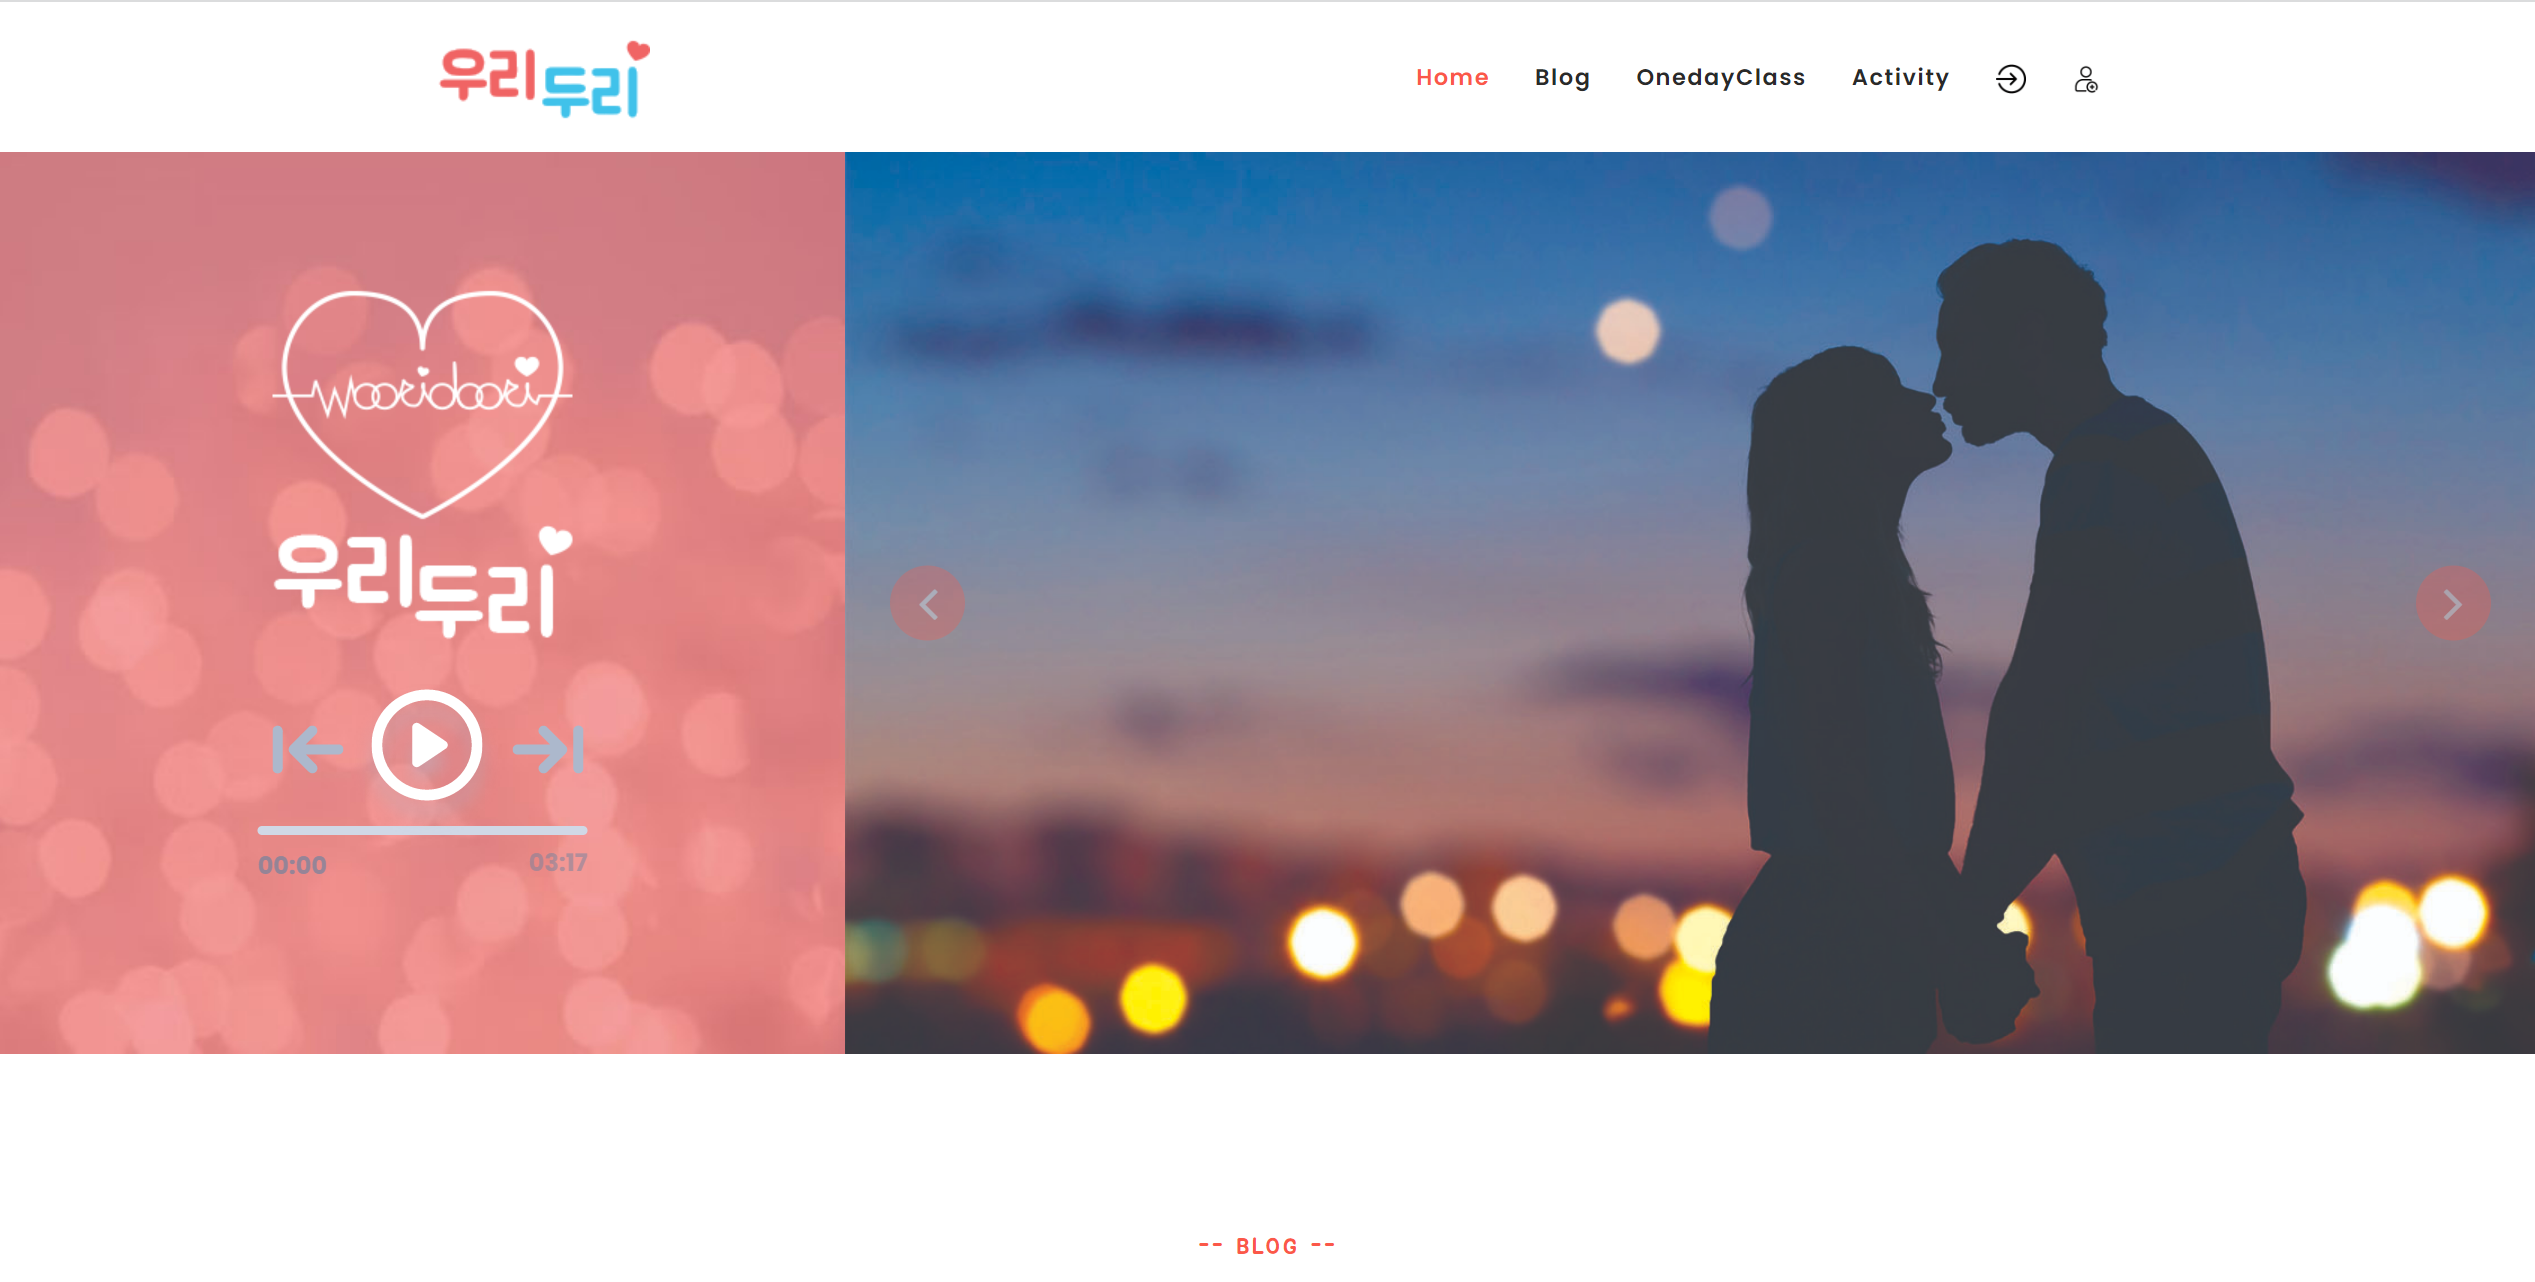 우리두리
Home Blog OnedayClass Activity
wooridoori
우리두리
00:00 03:17
-- BLOG --